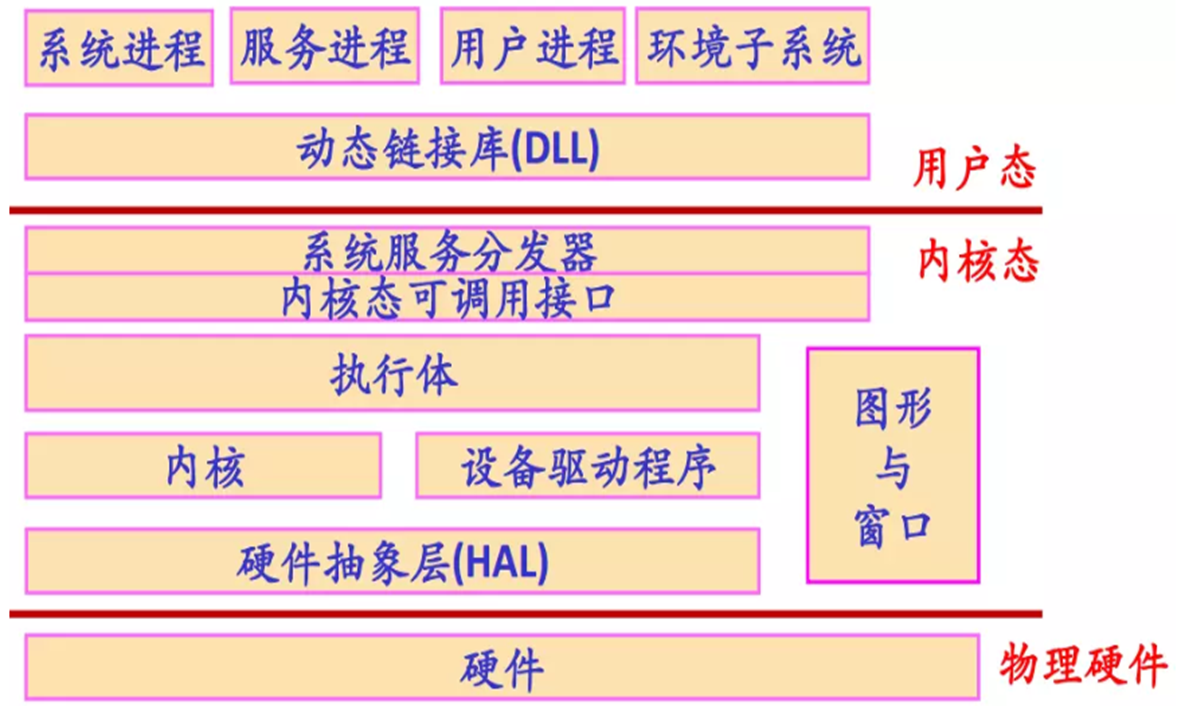 系统进程 服务进程 用户进程 环境子系统
动态链接库(DLL)
用户态
系统服务分发器
内核态
内核态可调用接口
执行体
图形
与
窗口
内核 设备驱动程序
硬件抽象层(HAL)
硬件
物理硬件